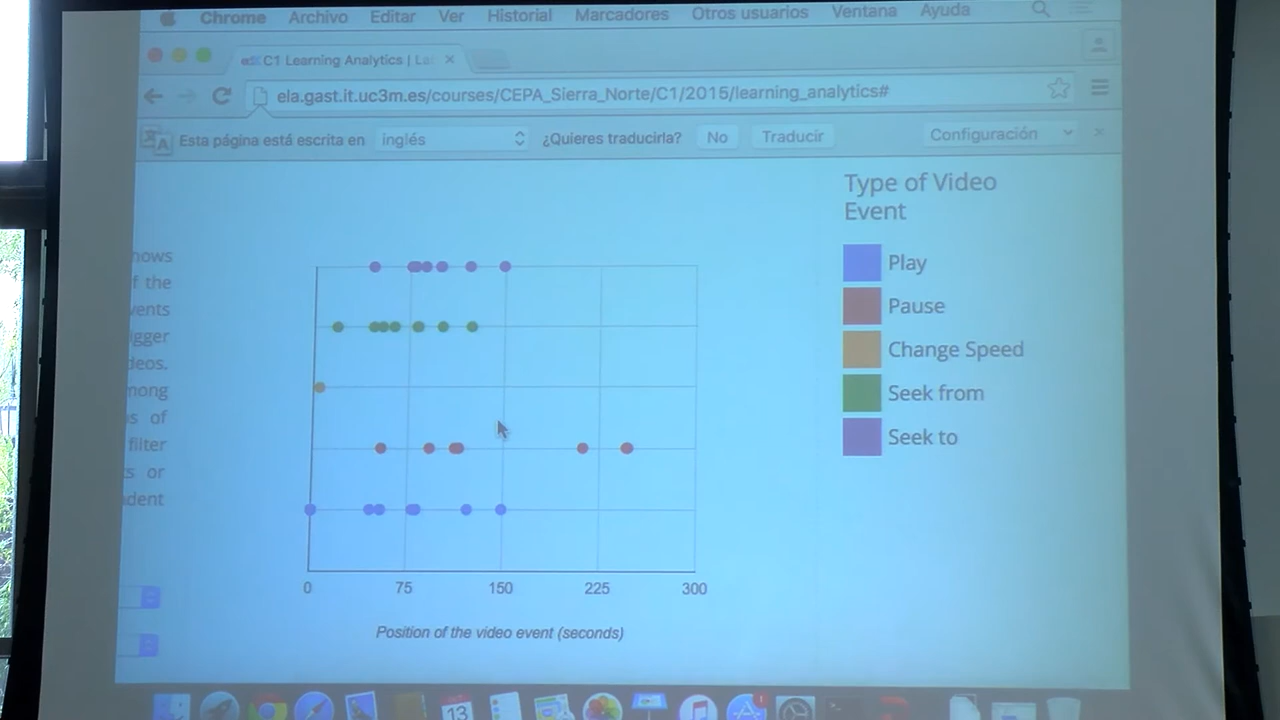 Chrome Archivo Editar Ver Historial Marcadores Otros usuarios Ventana Ayuda
C1 Learning Analytics | La
ela.gast.it.uc3m.es/courses/CEPA_Sierra_Norte/C1/2015/learning_analytics#
Esta página está escrita en inglés ¿Quieres traducirla? No Traducir Configuración
Type of Video
Event
Play
Pause
Change Speed
Seek from
Seek to
nows
f the
vents
igger
deos.
mong
s of
filter
s or
dent
0 75 150 225 300
Position of the video event (seconds)
13
1